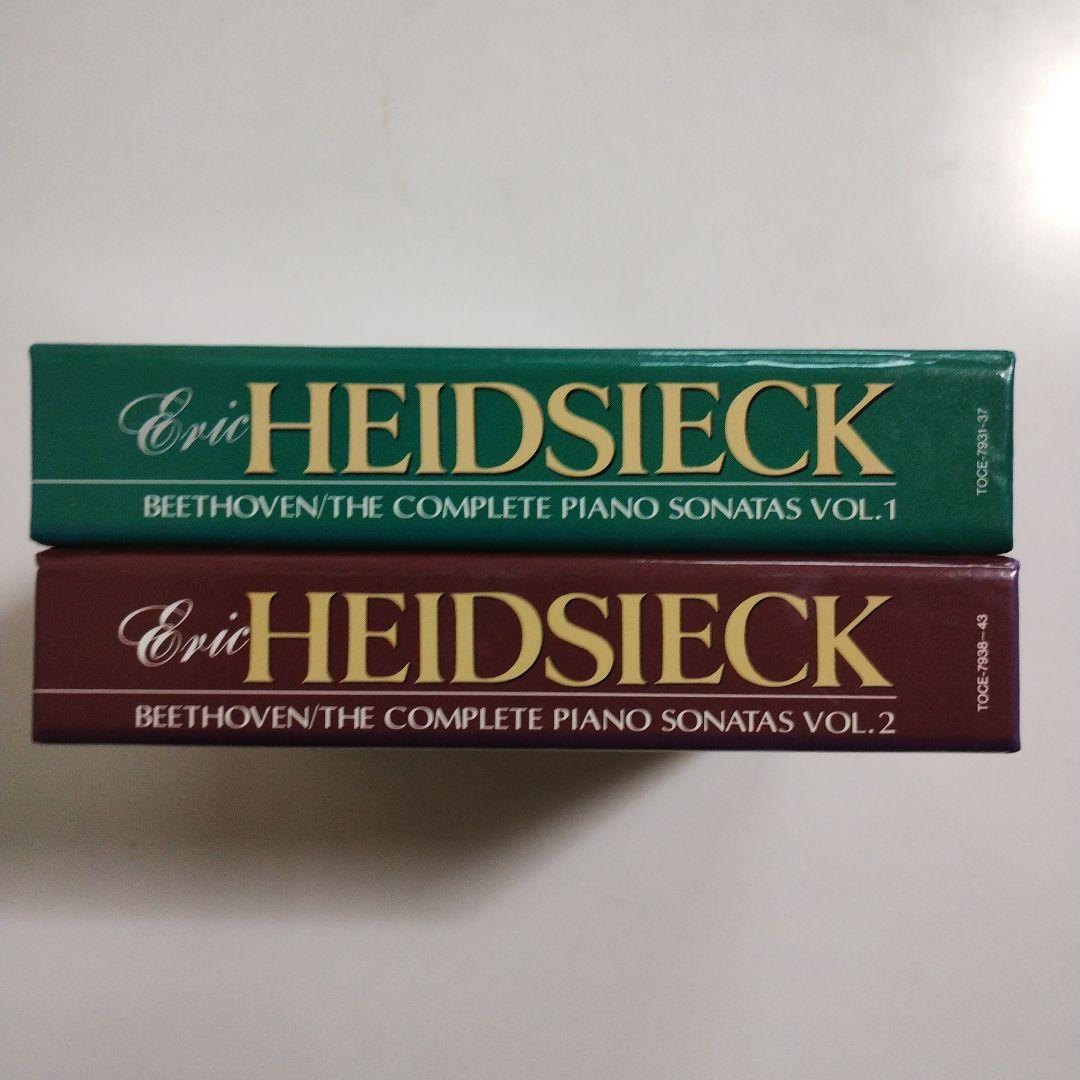 Eric HEIDSIECK
BEETHOVEN/THE COMPLETE PIANO SONATAS VOL.1
TOCE-7931~37
Eric HEIDSIECK
BEETHOVEN/THE COMPLETE PIANO SONATAS VOL.2
TOCE-7938~43